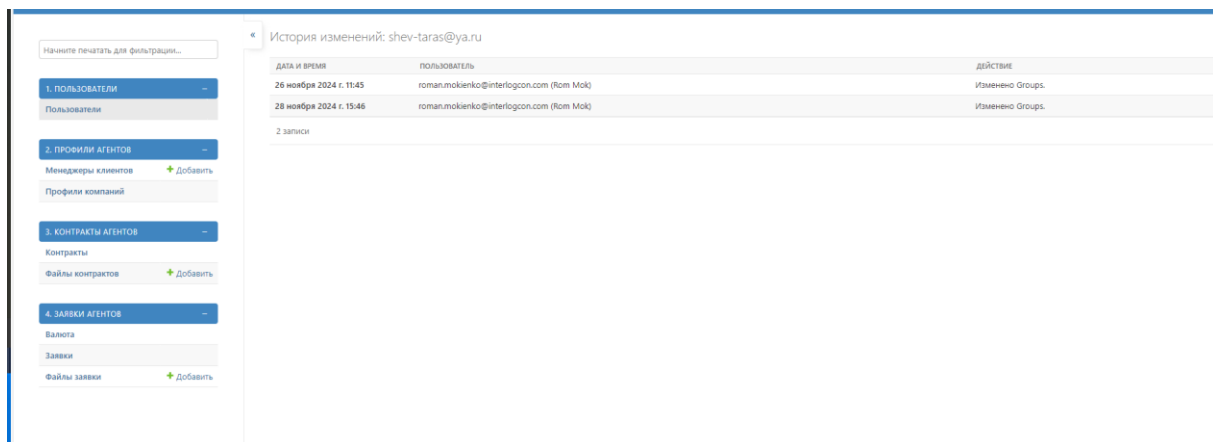 Начните печатать для фильтрации...
1. ПОЛЬЗОВАТЕЛИ −
Пользователи
2. ПРОФИЛИ АГЕНТОВ −
Менеджеры клиентов + Добавить
Профили компаний
3. КОНТРАКТЫ АГЕНТОВ −
Контракты
Файлы контрактов + Добавить
4. ЗАЯВКИ АГЕНТОВ −
Валюта
Заявки
Файлы заявки + Добавить
«
История изменений: shev-taras@ya.ru
ДАТА И ВРЕМЯ ПОЛЬЗОВАТЕЛЬ ДЕЙСТВИЕ
26 ноября 2024 г. 11:45 roman.mokienko@interlogcon.com (Rom Mok) Изменено Groups.
28 ноября 2024 г. 15:46 roman.mokienko@interlogcon.com (Rom Mok) Изменено Groups.
2 записи